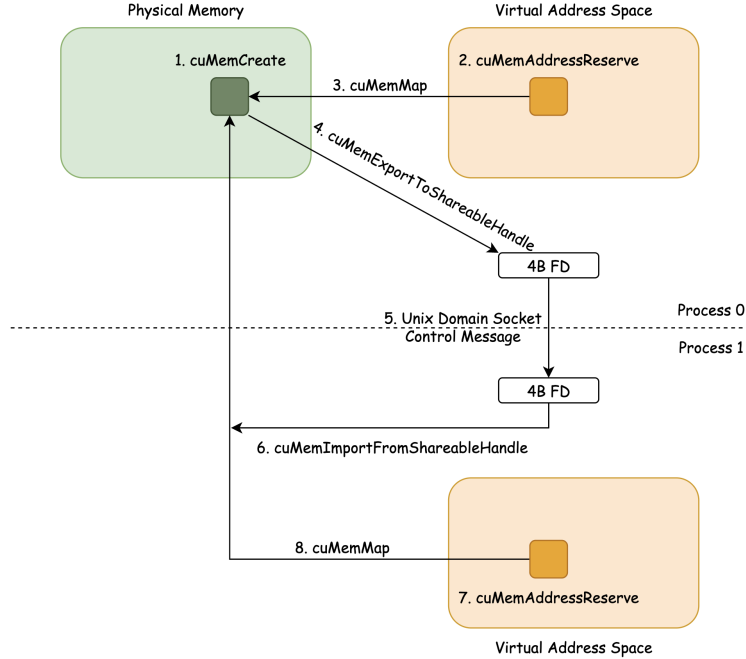 Physical Memory
Virtual Address Space
1. cuMemCreate
2. cuMemAddressReserve
3. cuMemMap
4. cuMemExportToShareableHandle
4B FD
Process 0
5. Unix Domain Socket
Control Message
Process 1
4B FD
6. cuMemImportFromShareableHandle
8. cuMemMap
7. cuMemAddressReserve
Virtual Address Space